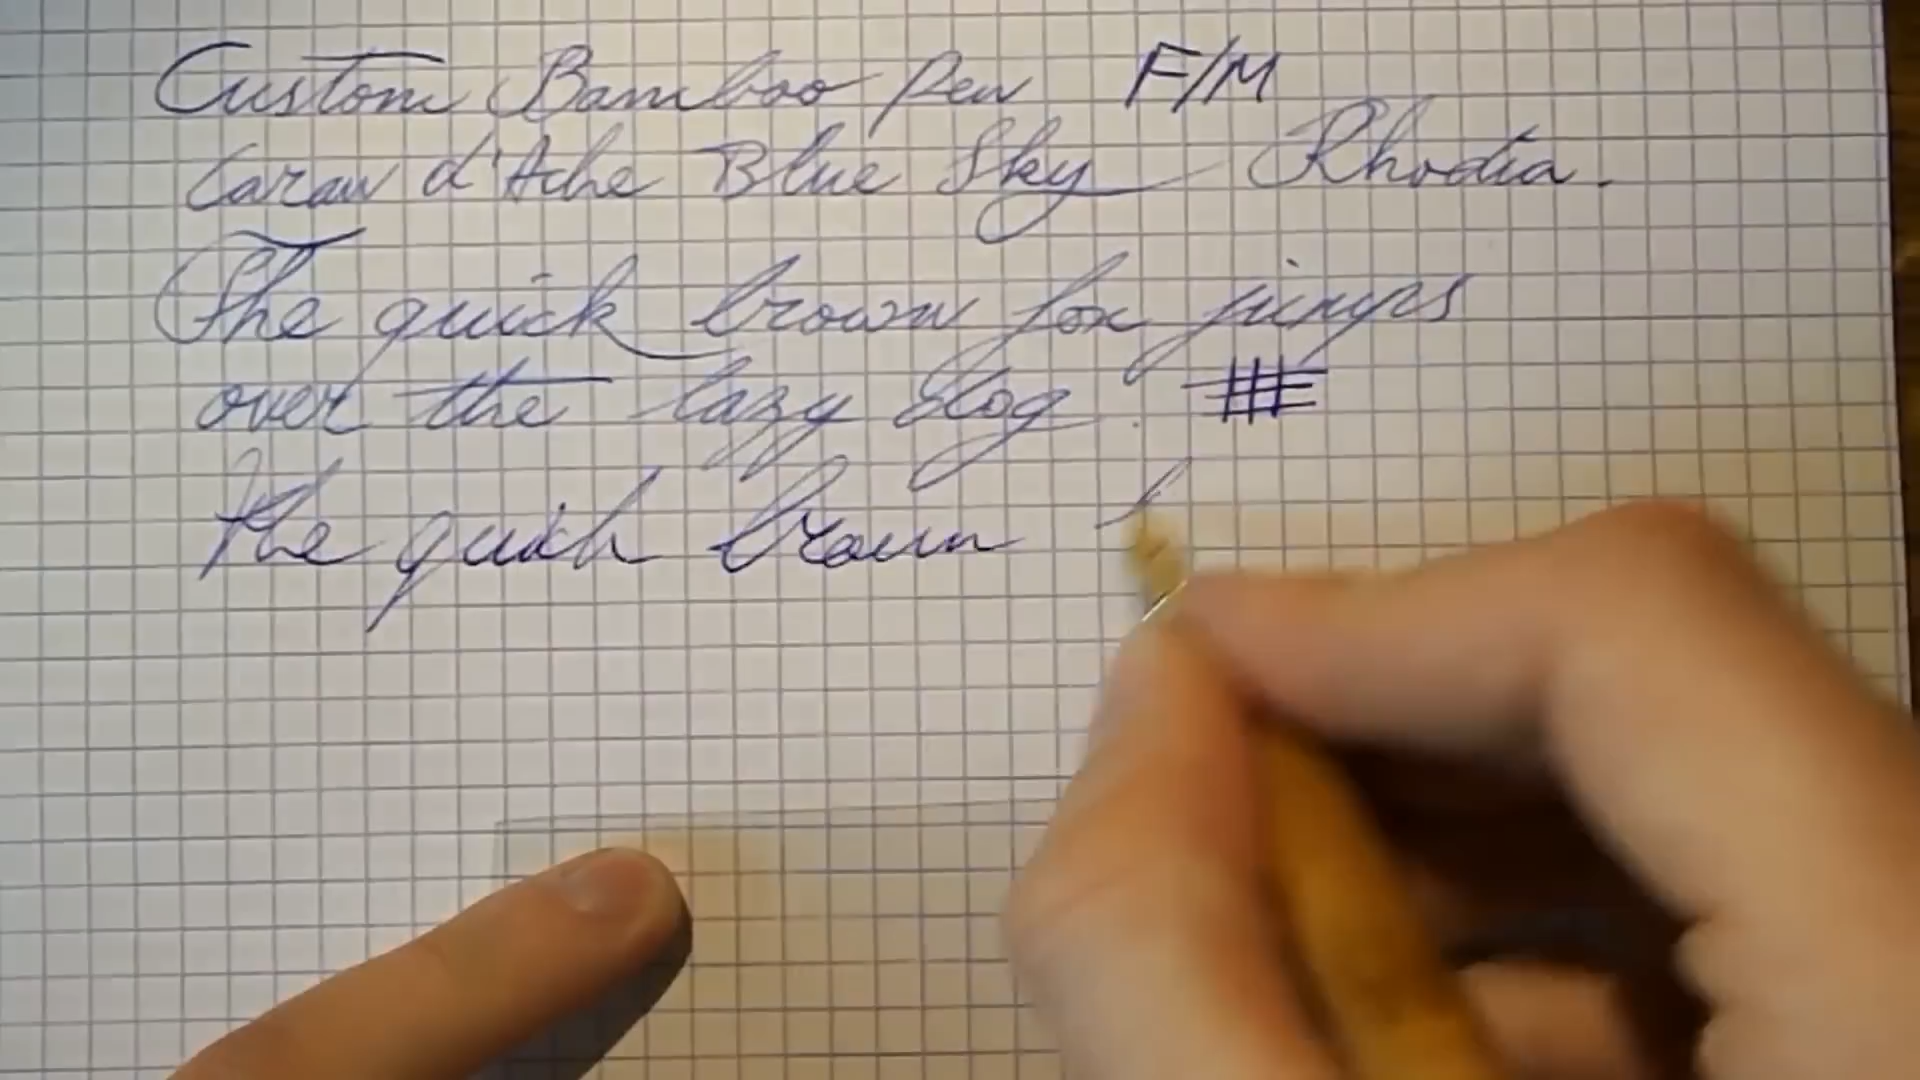 Custom Bamboo Pen F/M
Caran d'Ache Blue Sky Rhodia.
The quick brown fox jumps
over the lazy dog.
The quick brown